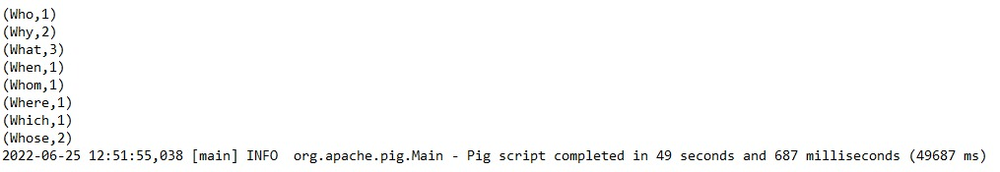 (Who,1)
(Why,2)
(What,3)
(When,1)
(Whom,1)
(Where,1)
(Which,1)
(Whose,2)
2022-06-25 12:51:55,038 [main] INFO  org.apache.pig.Main - Pig script completed in 49 seconds and 687 milliseconds (49687 ms)